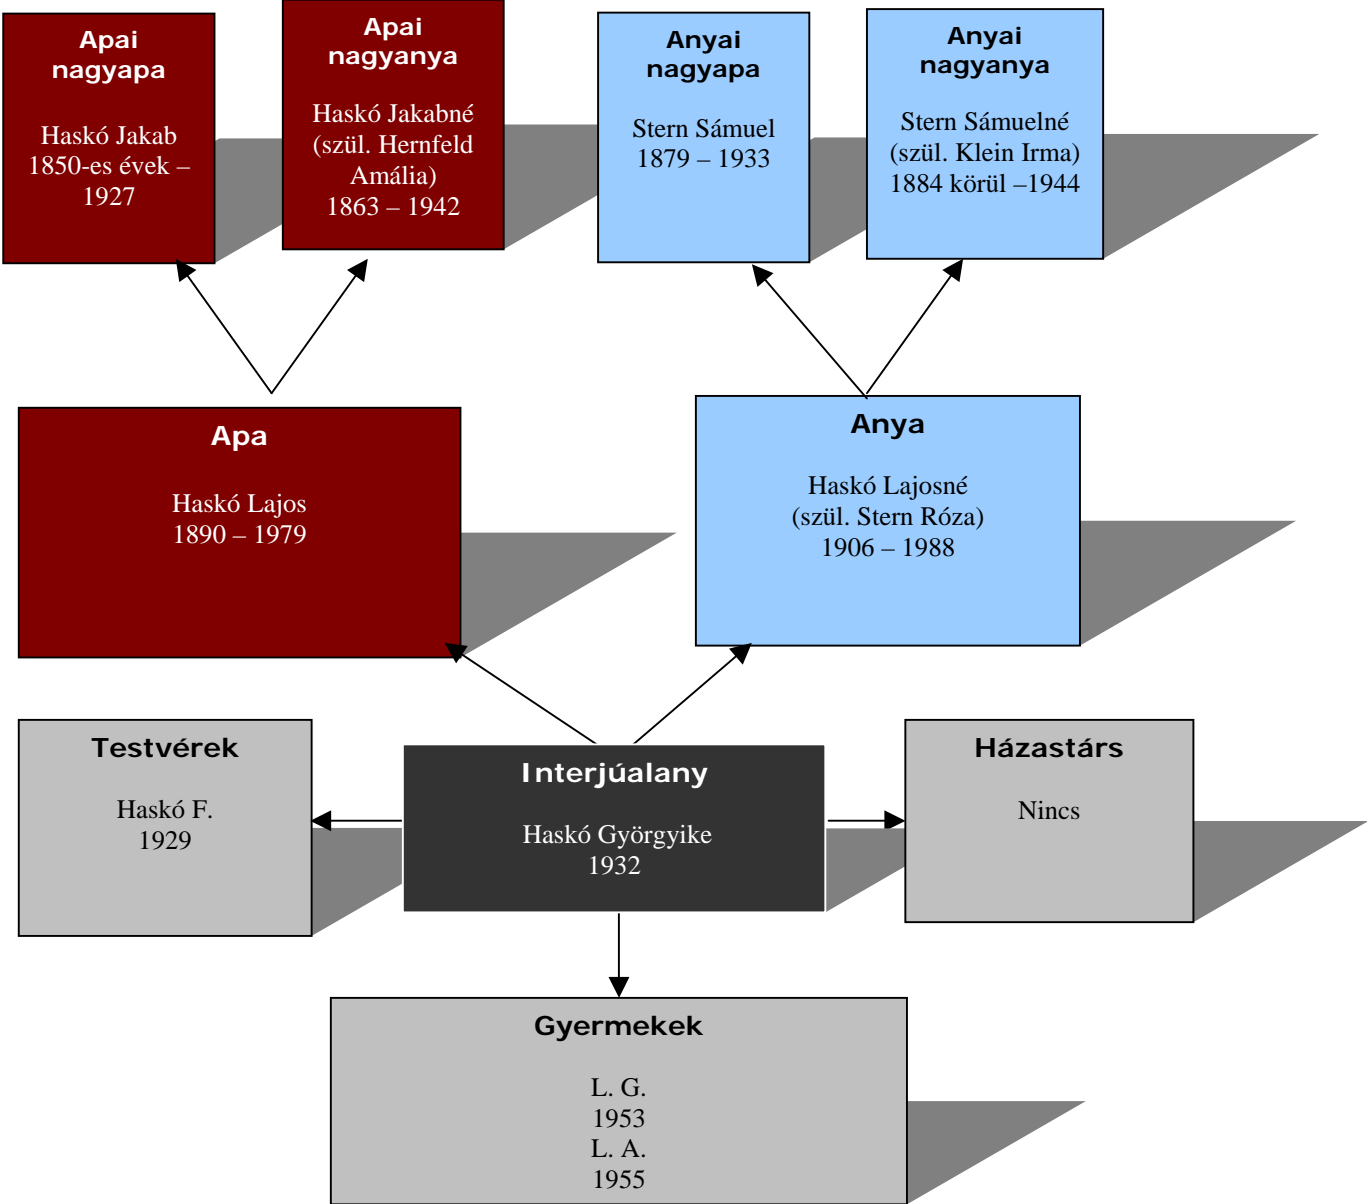 Apai
nagyapa
Haskó Jakab
1850-es évek –
1927
Apai
nagyanya
Haskó Jakabné
(szül. Hernfeld
Amália)
1863 – 1942
Anyai
nagyapa
Stern Sámuel
1879 – 1933
Anyai
nagyanya
Stern Sámuelné
(szül. Klein Irma)
1884 körül –1944
Apa
Haskó Lajos
1890 – 1979
Anya
Haskó Lajosné
(szül. Stern Róza)
1906 – 1988
Testvérek
Haskó F.
1929
Interjúalany
Haskó Györgyike
1932
Házastárs
Nincs
Gyermekek
L. G.
1953
L. A.
1955